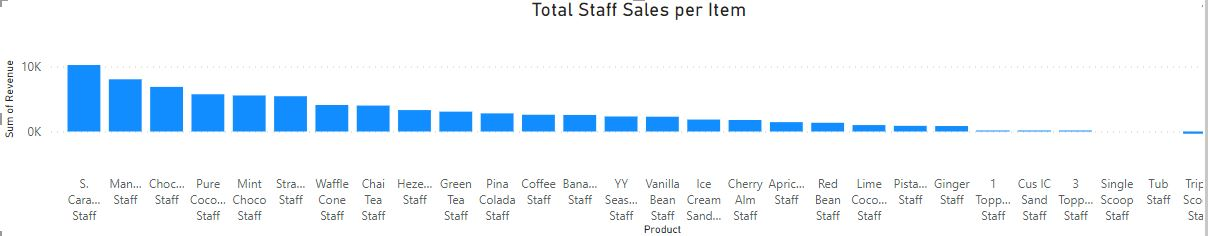 Total Staff Sales per Item
Sum of Revenue
10K
0K
S. Cara... Staff
Man... Staff
Choc... Staff
Pure Coco... Staff
Mint Choco Staff
Stra... Staff
Waffle Cone Staff
Chai Tea Staff
Heze... Staff
Green Tea Staff
Pina Colada Staff
Coffee Staff
Bana... Staff
YY Seas... Staff
Vanilla Bean Staff
Ice Cream Sand... Staff
Cherry Alm Staff
Apric... Staff
Red Bean Staff
Lime Coco... Staff
Pista... Staff
Ginger Staff
1 Topp... Staff
Cus IC Sand Staff
3 Topp... Staff
Single Scoop Staff
Tub Staff
Trip Sco Sta
Product